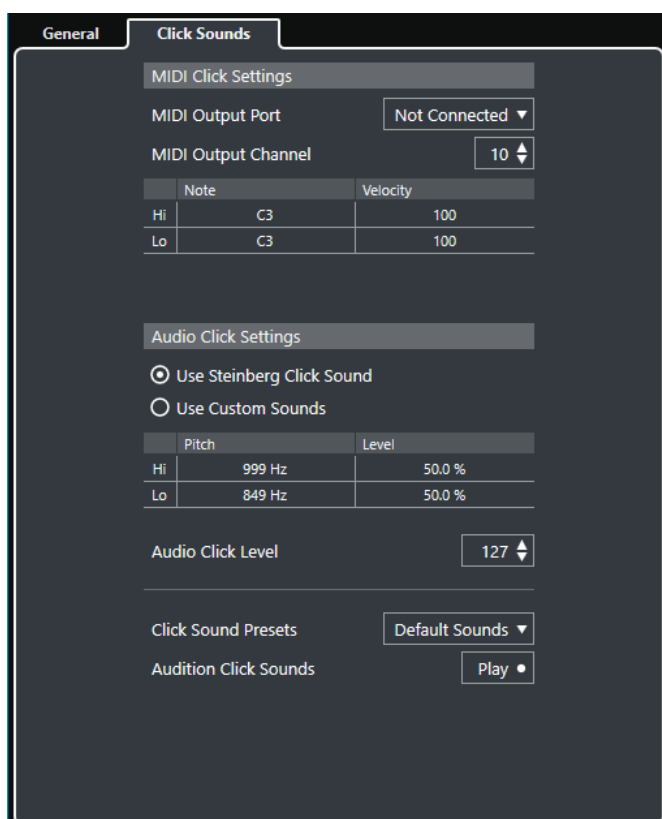 General Click Sounds
MIDI Click Settings
MIDI Output Port Not Connected
MIDI Output Channel 10
Note Velocity
Hi C3 100
Lo C3 100
Audio Click Settings
Use Steinberg Click Sound
Use Custom Sounds
Pitch Level
Hi 999 Hz 50.0 %
Lo 849 Hz 50.0 %
Audio Click Level 127
Click Sound Presets Default Sounds
Audition Click Sounds Play